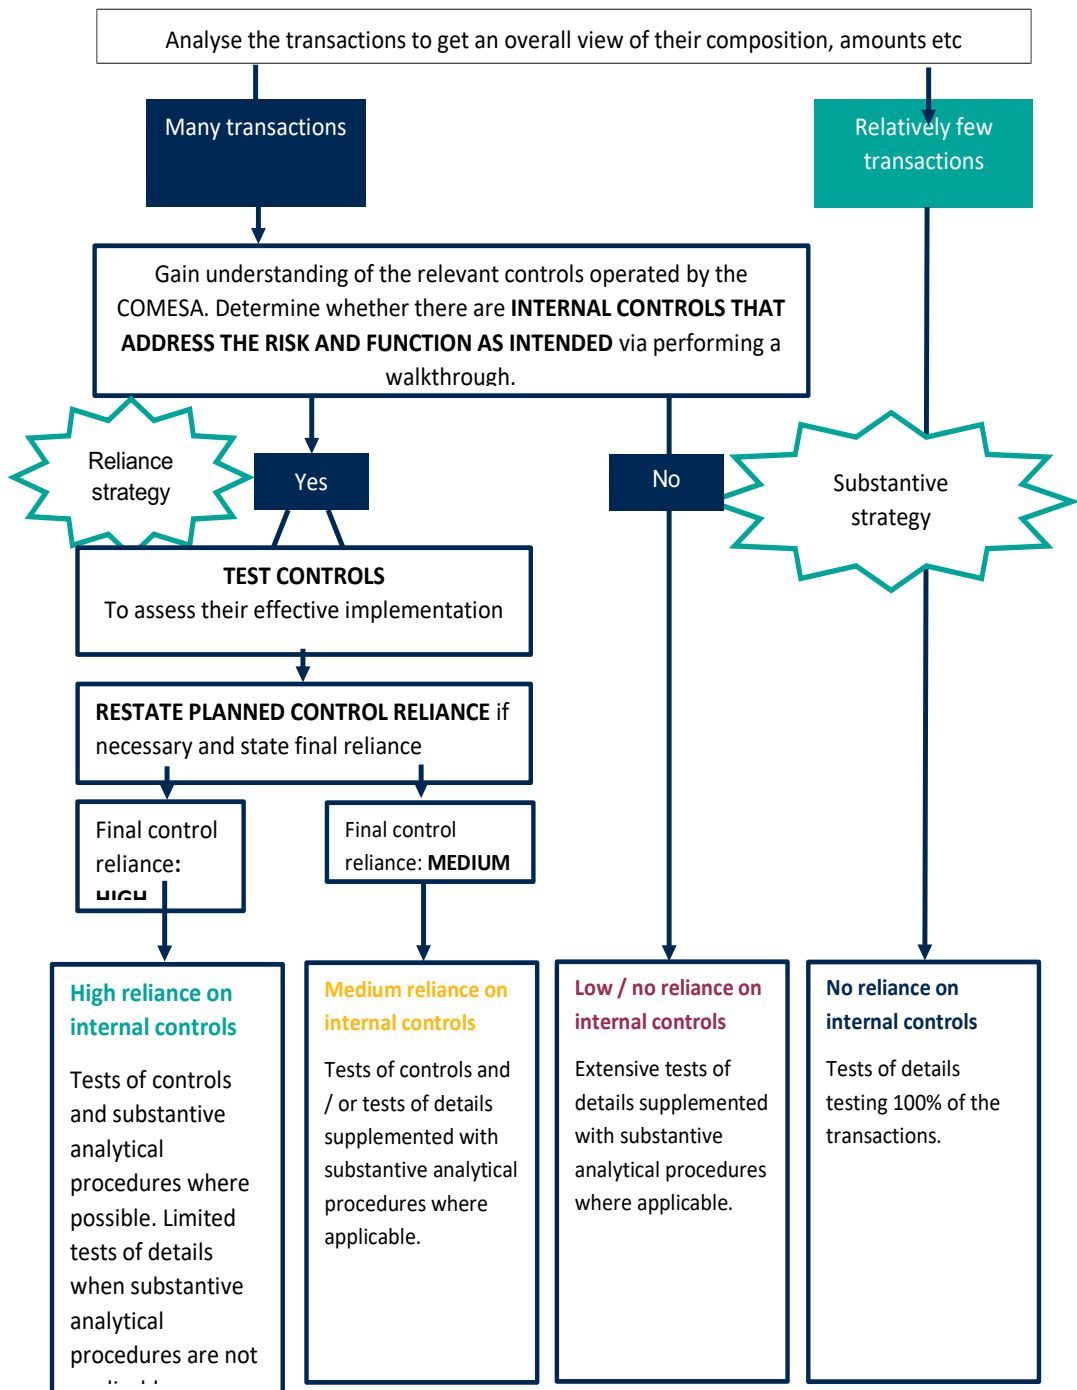 Analyse the transactions to get an overall view of their composition, amounts etc
Many transactions
Relatively few
transactions
Gain understanding of the relevant controls operated by the
COMESA. Determine whether there are INTERNAL CONTROLS THAT
ADDRESS THE RISK AND FUNCTION AS INTENDED via performing a
walkthrough.
Reliance
strategy
Yes
No
Substantive
strategy
TEST CONTROLS
To assess their effective implementation
RESTATE PLANNED CONTROL RELIANCE if
necessary and state final reliance
Final control
reliance:
HIGH
Final control
reliance: MEDIUM
High reliance on
internal controls
Tests of controls
and substantive
analytical
procedures where
possible. Limited
tests of details
when substantive
analytical
procedures are not
Medium reliance on
internal controls
Tests of controls and
/ or tests of details
supplemented with
substantive analytical
procedures where
applicable.
Low / no reliance on
internal controls
Extensive tests of
details supplemented
with substantive
analytical procedures
where applicable.
No reliance on
internal controls
Tests of details
testing 100% of the
transactions.